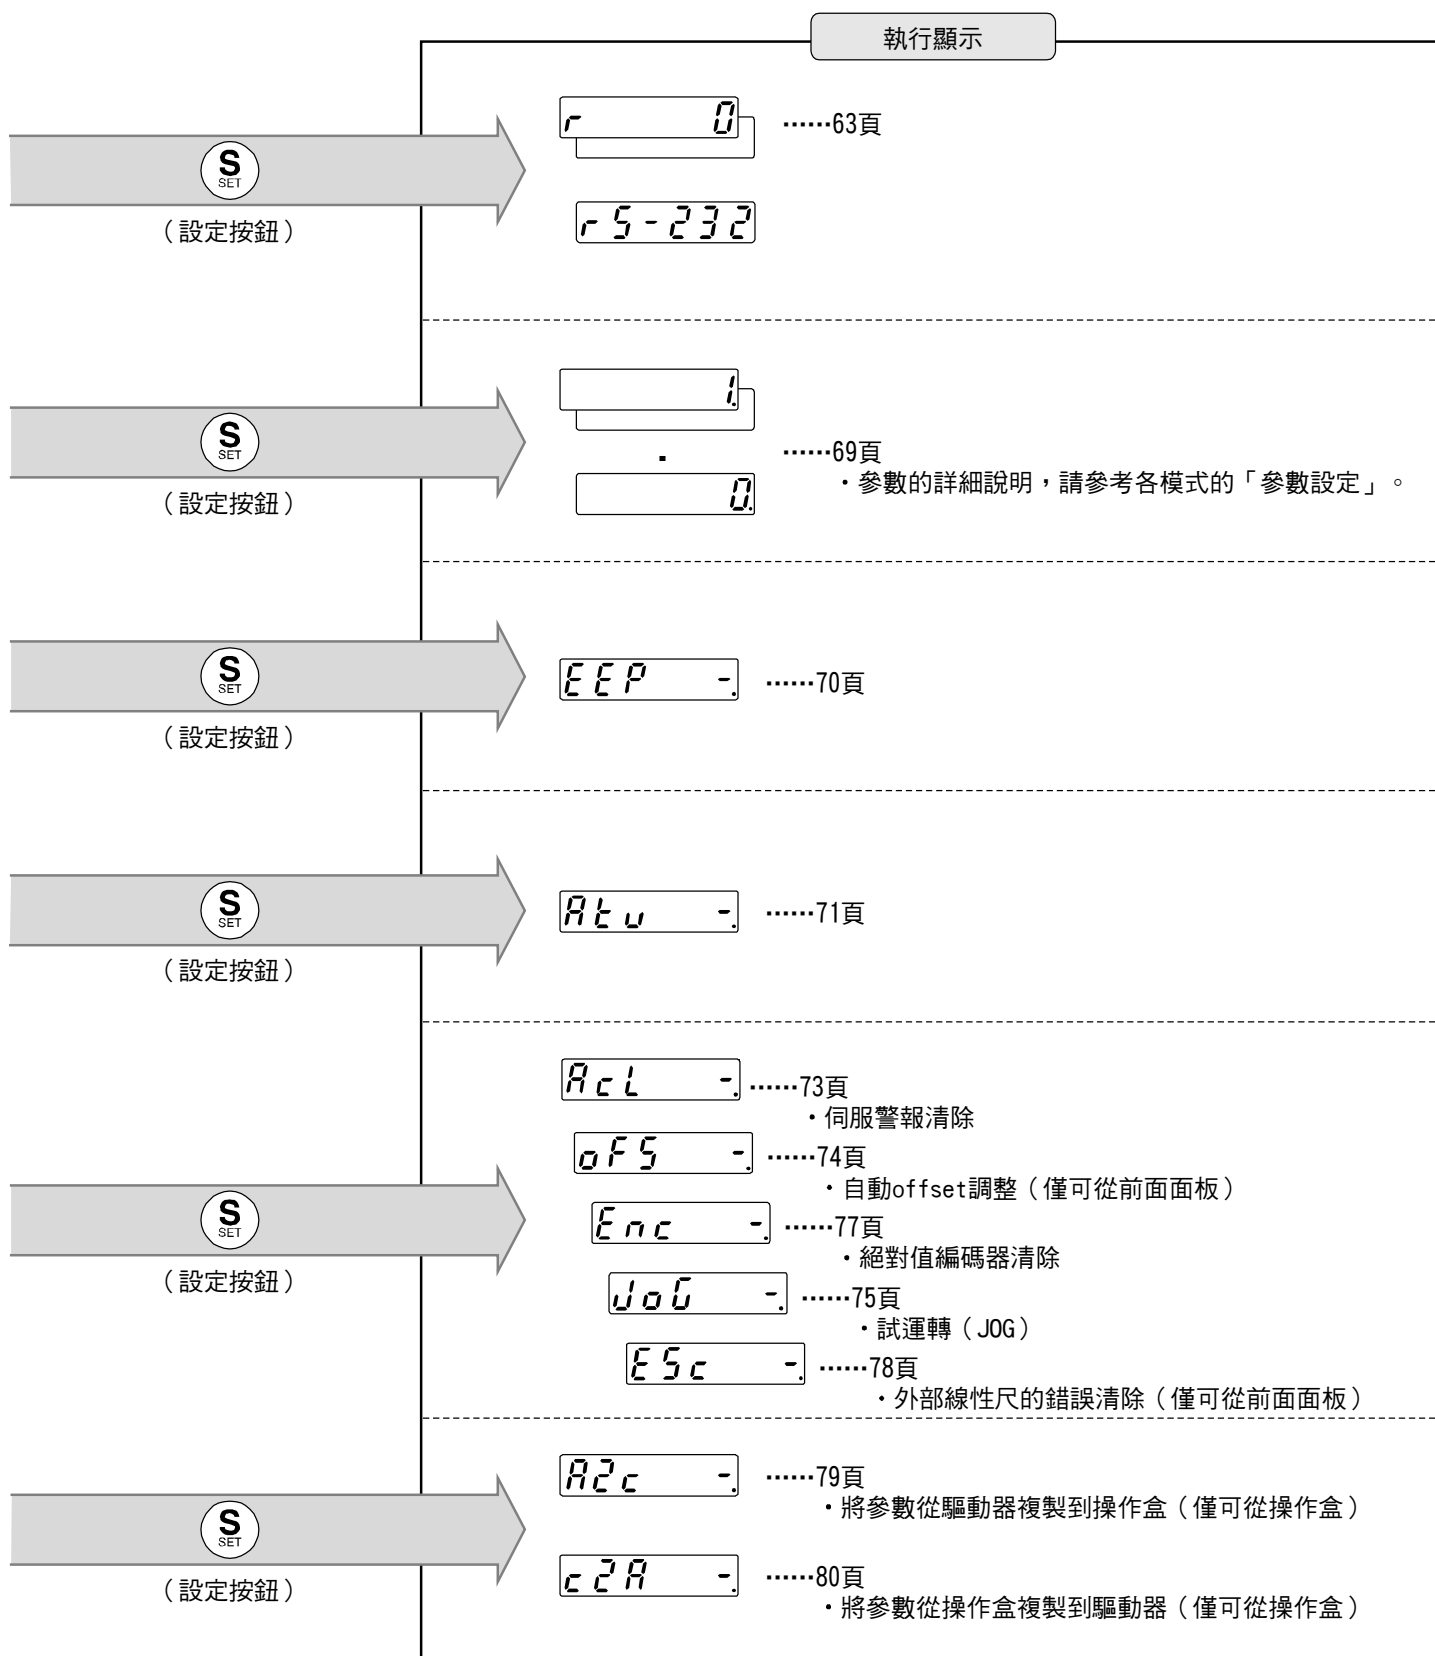 執行顯示
r 0 ……63頁
S
SET
(設定按鈕)
rS-232
1.
S
SET
……69頁
・參數的詳細說明,請參考各模式的「參數設定」。
(設定按鈕)
0.
S
SET
EEP -. ……70頁
(設定按鈕)
S
SET
Atu -. ……71頁
(設定按鈕)
AcL -. ……73頁
・伺服警報清除
oFS -. ……74頁
・自動offset調整(僅可從前面面板)
S
SET
Enc -. ……77頁
・絕對值編碼器清除
(設定按鈕)
JoG -. ……75頁
・試運轉(JOG)
ESc -. ……78頁
・外部線性尺的錯誤清除(僅可從前面面板)
A2c -. ……79頁
・將參數從驅動器複製到操作盒(僅可從操作盒)
S
SET
(設定按鈕)
c2A -. ……80頁
・將參數從操作盒複製到驅動器(僅可從操作盒)